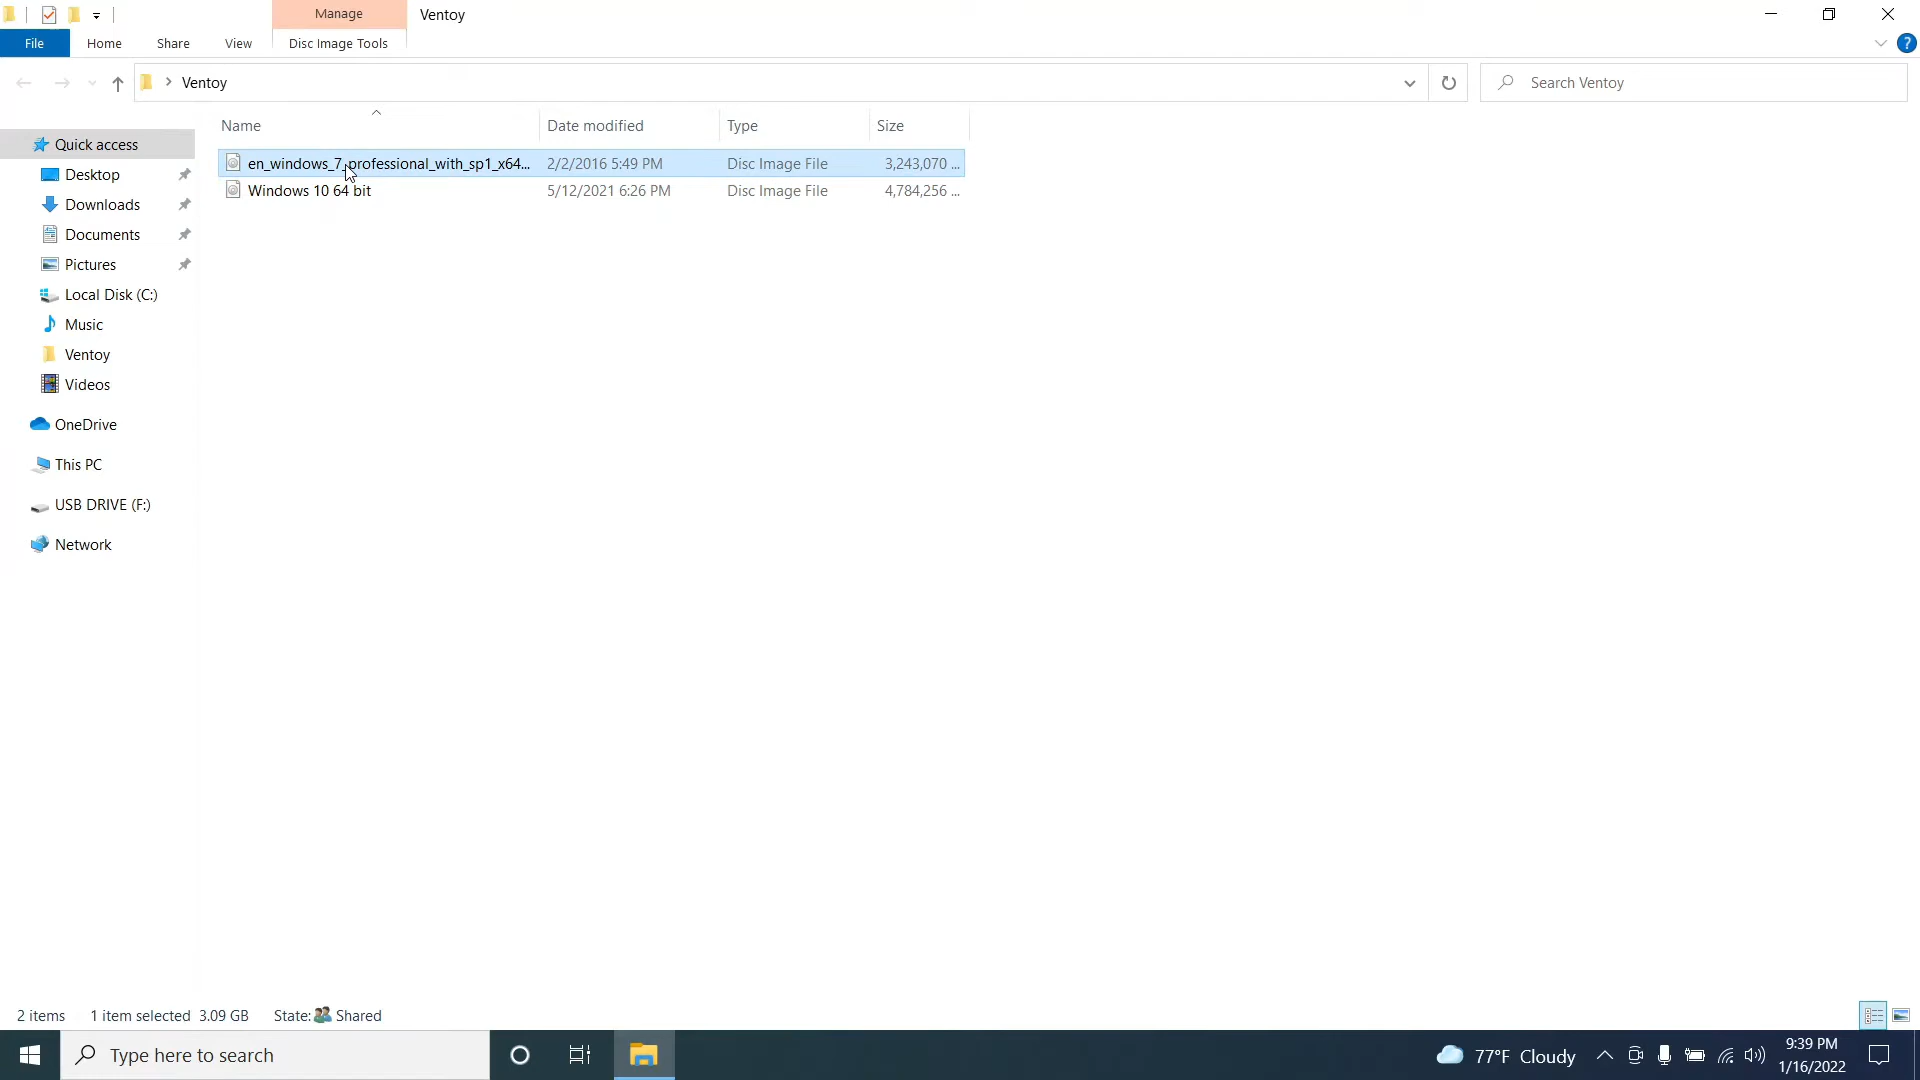 Manage
Ventoy
File
Home
Share
View
Disc Image Tools
?
Ventoy
Search Ventoy
Name
Date modified
Type
Size
Quick access
en_windows_7_professional_with_sp1_x64... 2/2/2016 5:49 PM Disc Image File 3,243,070 ...
Windows 10 64 bit 5/12/2021 6:26 PM Disc Image File 4,784,256 ...
Desktop
Downloads
Documents
Pictures
Local Disk (C:)
Music
Ventoy
Videos
OneDrive
This PC
USB DRIVE (F:)
Network
2 items 1 item selected 3.09 GB State: Shared
Type here to search
77°F Cloudy
9:39 PM
1/16/2022